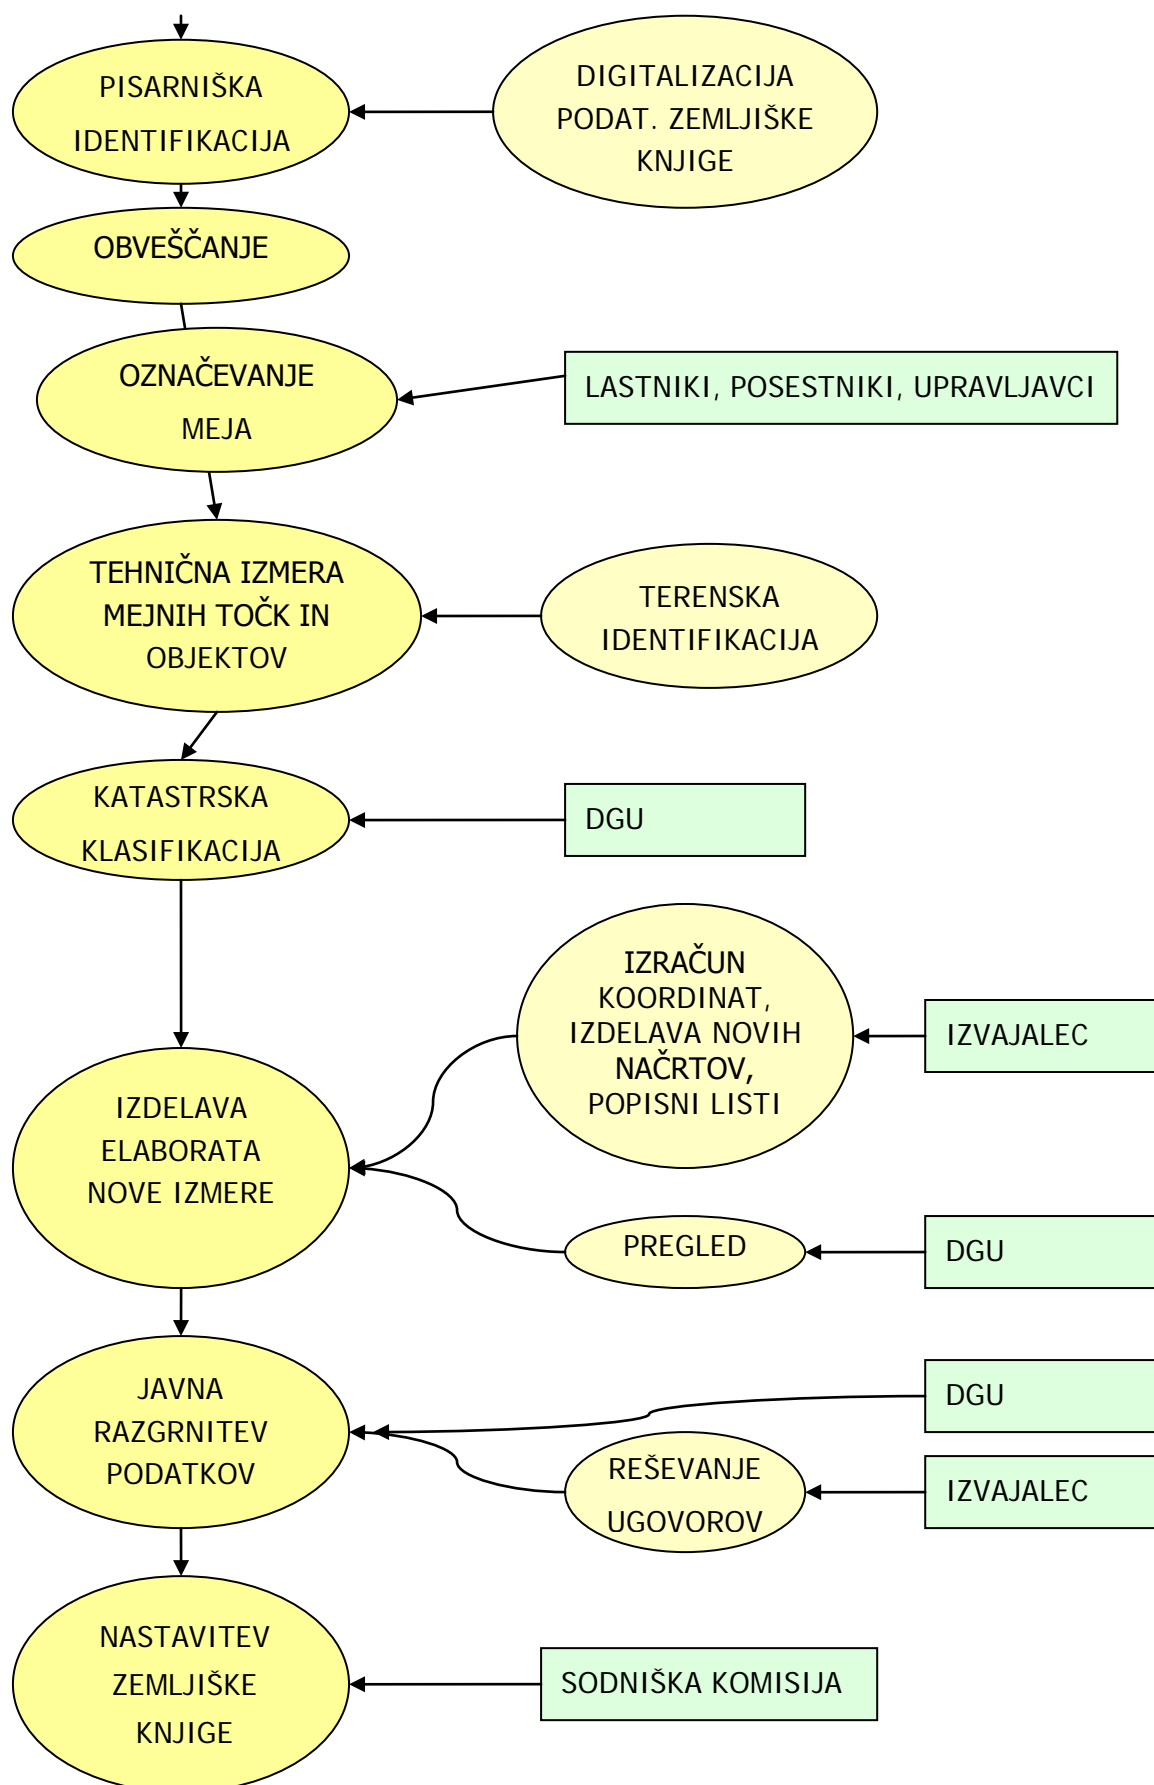 PISARNIŠKA
IDENTIFIKACIJA
DIGITALIZACIJA
PODAT. ZEMLJIŠKE
KNJIGE
OBVEŠČANJE
OZNAČEVANJE
MEJA
LASTNIKI, POSESTNIKI, UPRAVLJAVCI
TEHNIČNA IZMERA
MEJNIH TOČK IN
OBJEKTOV
TERENSKA
IDENTIFIKACIJA
KATASTRSKA
KLASIFIKACIJA
DGU
IZRAČUN
KOORDINAT,
IZDELAVA NOVIH
NAČRTOV,
POPISNI LISTI
IZVAJALEC
IZDELAVA
ELABORATA
NOVE IZMERE
PREGLED
DGU
JAVNA
RAZGRNITEV
PODATKOV
DGU
REŠEVANJE
UGOVOROV
IZVAJALEC
NASTAVITEV
ZEMLJIŠKE
KNJIGE
SODNIŠKA KOMISIJA